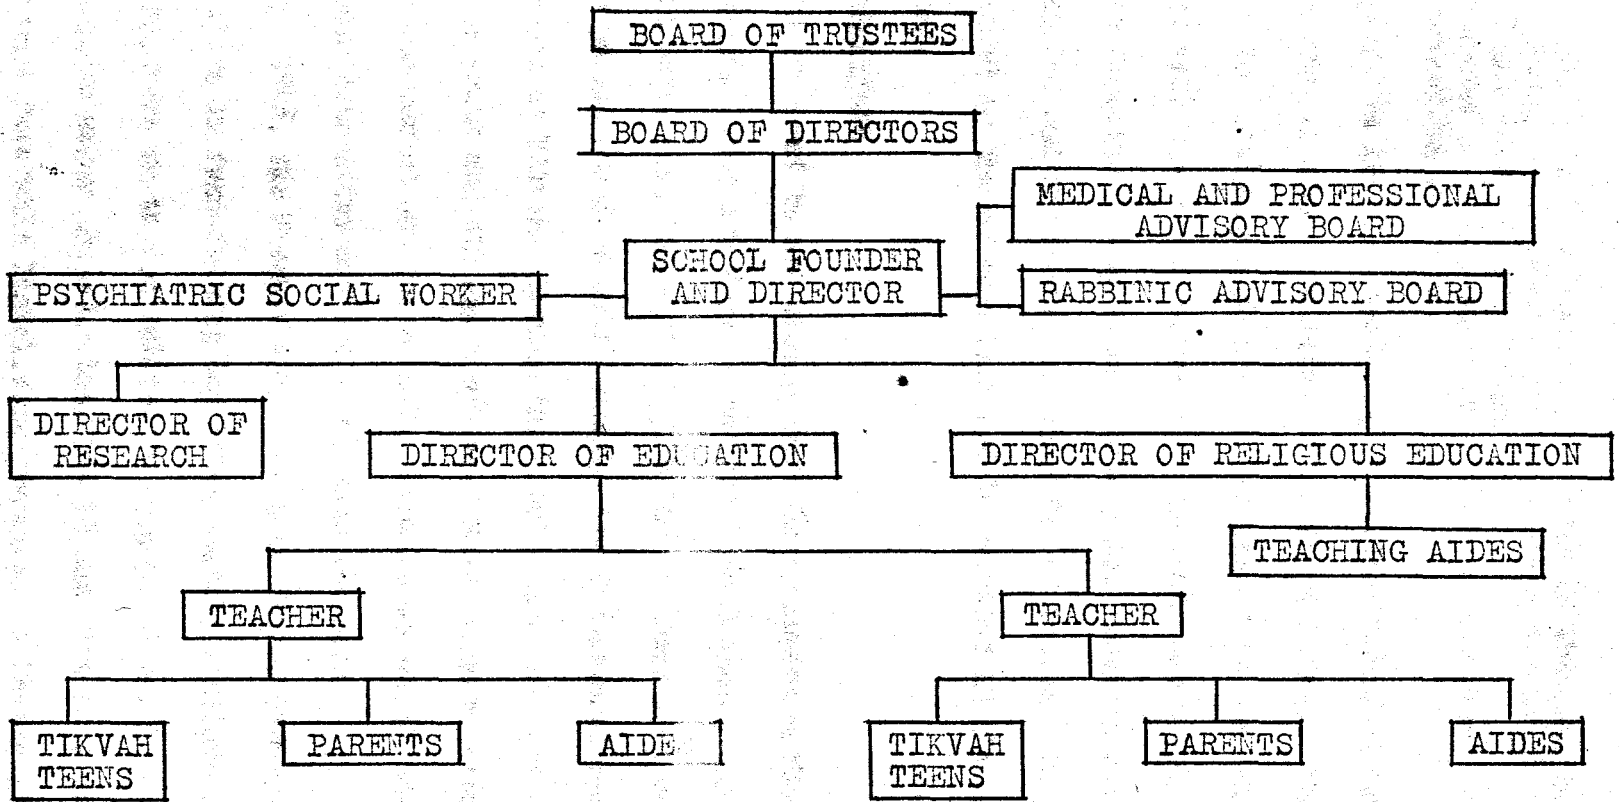 BOARD OF TRUSTEES
BOARD OF DIRECTORS
MEDICAL AND PROFESSIONAL
ADVISORY BOARD
SCHOOL FOUNDER
AND DIRECTOR
PSYCHIATRIC SOCIAL WORKER
RABBINIC ADVISORY BOARD
DIRECTOR OF
RESEARCH
DIRECTOR OF EDUCATION
DIRECTOR OF RELIGIOUS EDUCATION
TEACHING AIDES
TEACHER
TEACHER
TIKVAH
TEENS
PARENTS
AIDE
TIKVAH
TEENS
PARENTS
AIDES